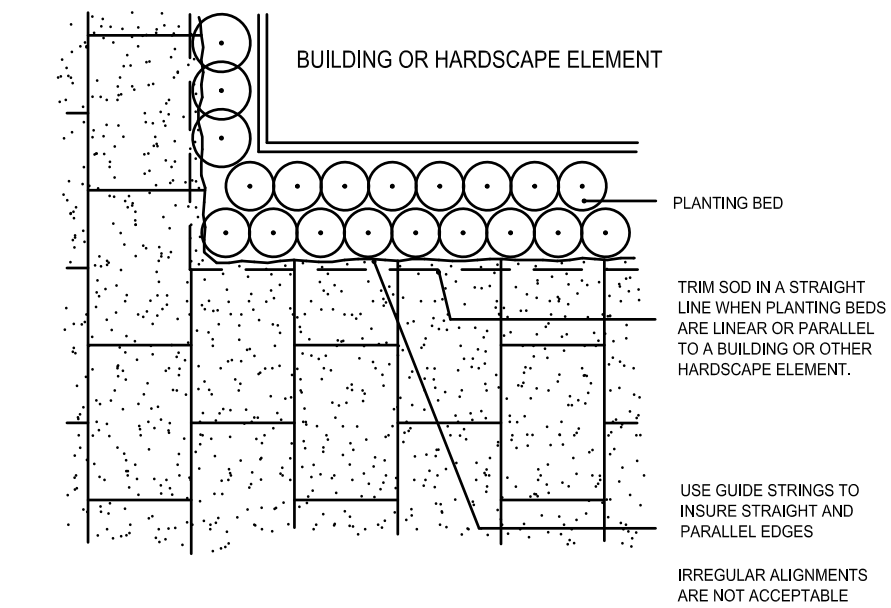 BUILDING OR HARDSCAPE ELEMENT
PLANTING BED
TRIM SOD IN A STRAIGHT
LINE WHEN PLANTING BEDS
ARE LINEAR OR PARALLEL
TO A BUILDING OR OTHER
HARDSCAPE ELEMENT.
USE GUIDE STRINGS TO
INSURE STRAIGHT AND
PARALLEL EDGES
IRREGULAR ALIGNMENTS
ARE NOT ACCEPTABLE